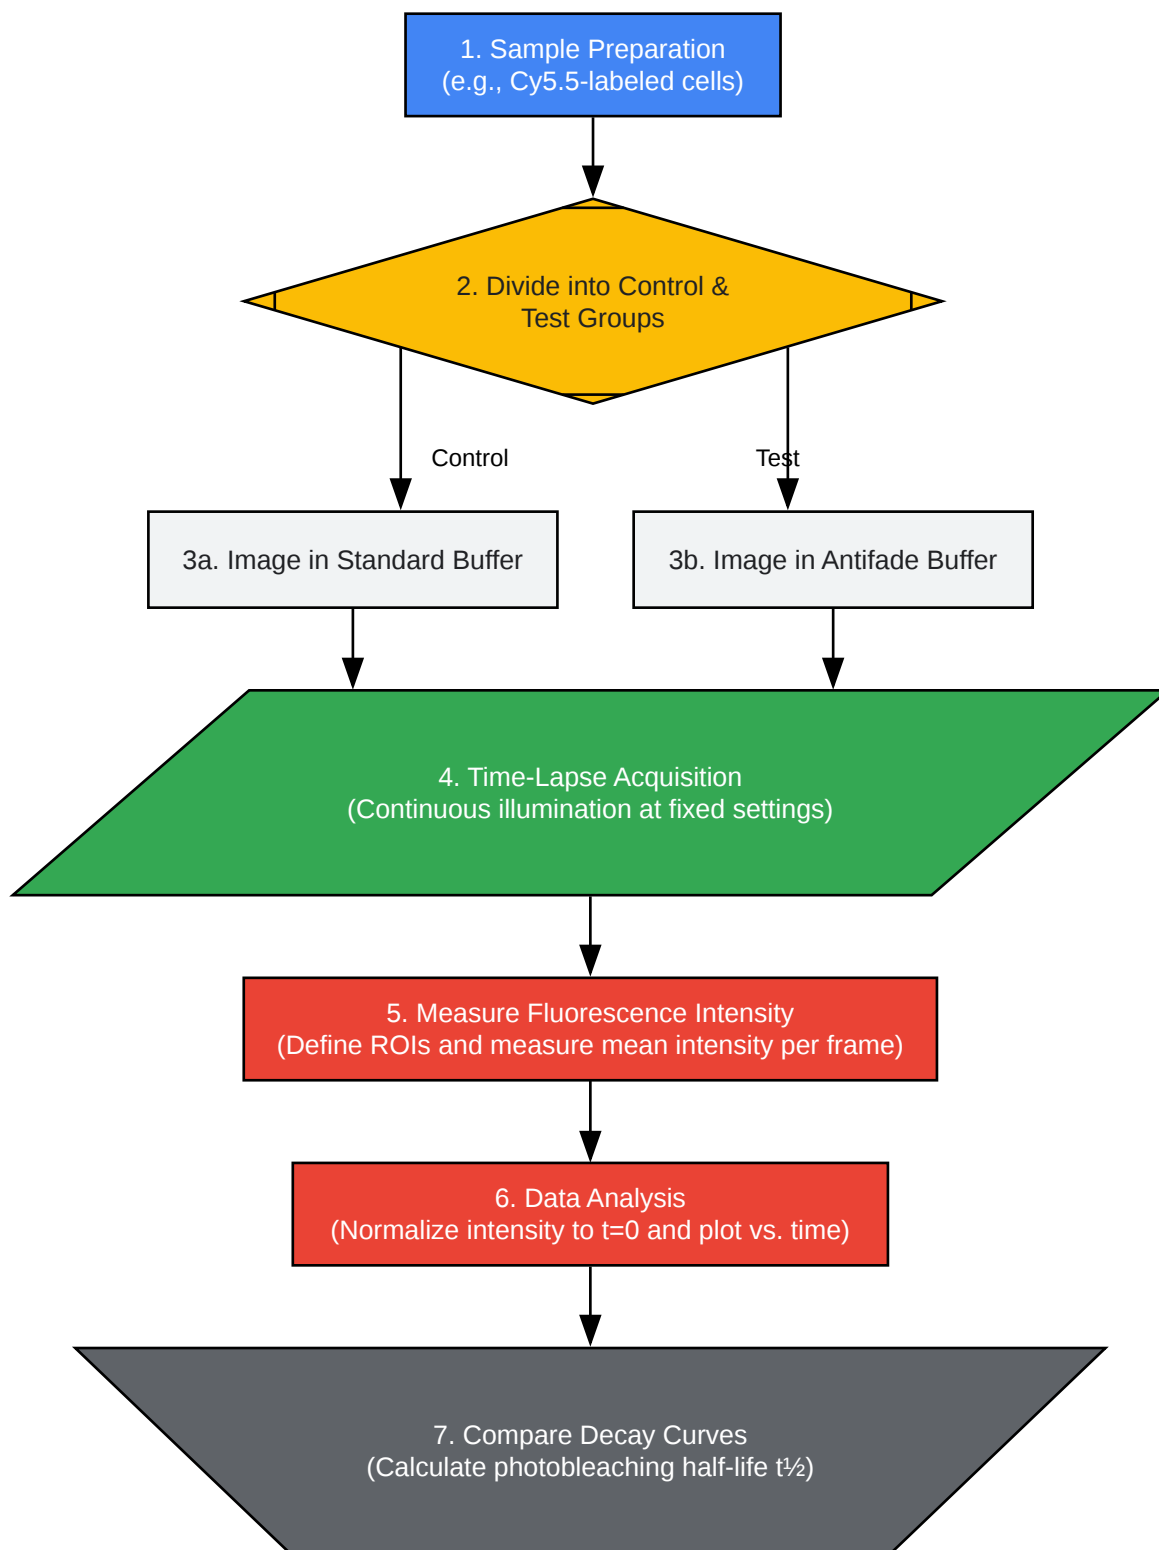 1. Sample Preparation
(e.g., Cy5.5-labeled cells)
2. Divide into Control &
Test Groups
Control
Test
3a. Image in Standard Buffer
3b. Image in Antifade Buffer
4. Time-Lapse Acquisition
(Continuous illumination at fixed settings)
5. Measure Fluorescence Intensity
(Define ROIs and measure mean intensity per frame)
6. Data Analysis
(Normalize intensity to t=0 and plot vs. time)
7. Compare Decay Curves
(Calculate photobleaching half-life t½)